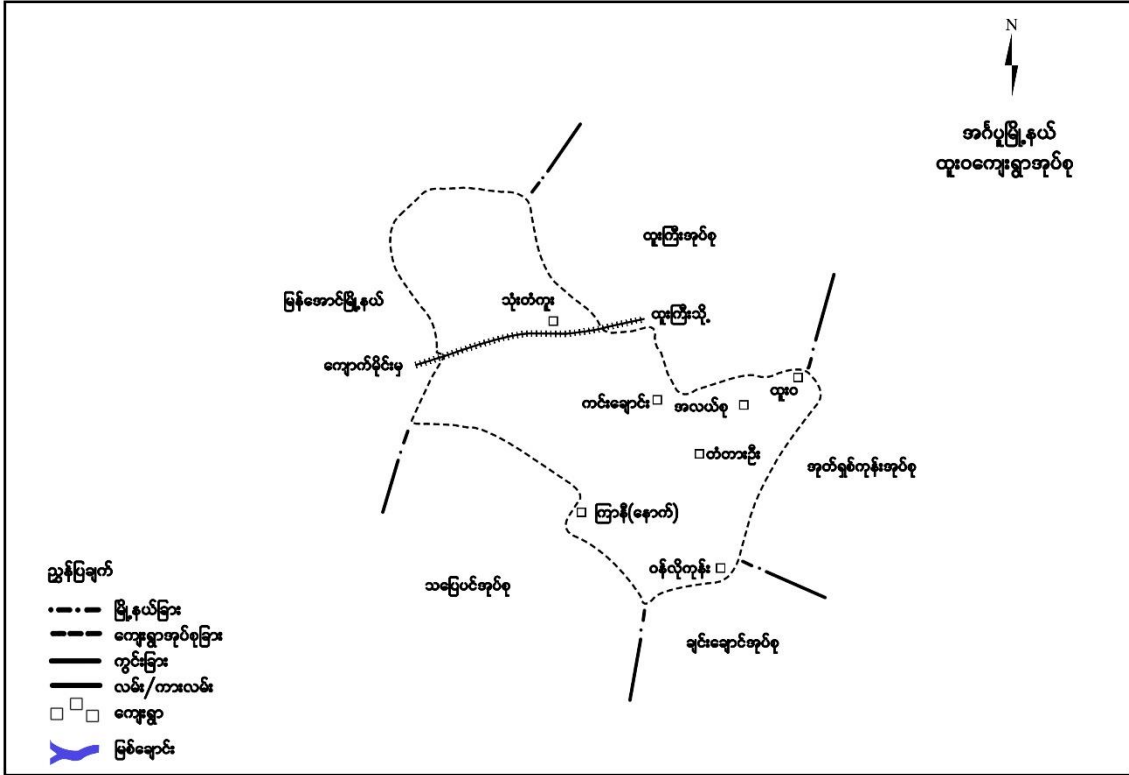 N
အင်္ဂပူမြို့နယ်
ထူးဝကျေးရွာအုပ်စု
ထူးကြီးအုပ်စု
မြန်အောင်မြို့နယ်
သုံးတံကူး
ထူးကြီးသို့
ကျောက်မိုင်းမှ
ထူးဝ
ကင်းချောင်း
အလယ်စု
တံတားဦး
အုတ်ရှစ်ကုန်းအုပ်စု
ကြာနီ(နောက်)
ဝန်လိုကုန်း
သပြေပင်အုပ်စု
ချင်းချောင်အုပ်စု
ညွှန်ပြချက်
မြို့နယ်ခြား
ကျေးရွာအုပ်စုခြား
ကွင်းခြား
လမ်း/ကားလမ်း
ကျေးရွာ
မြစ်ချောင်း